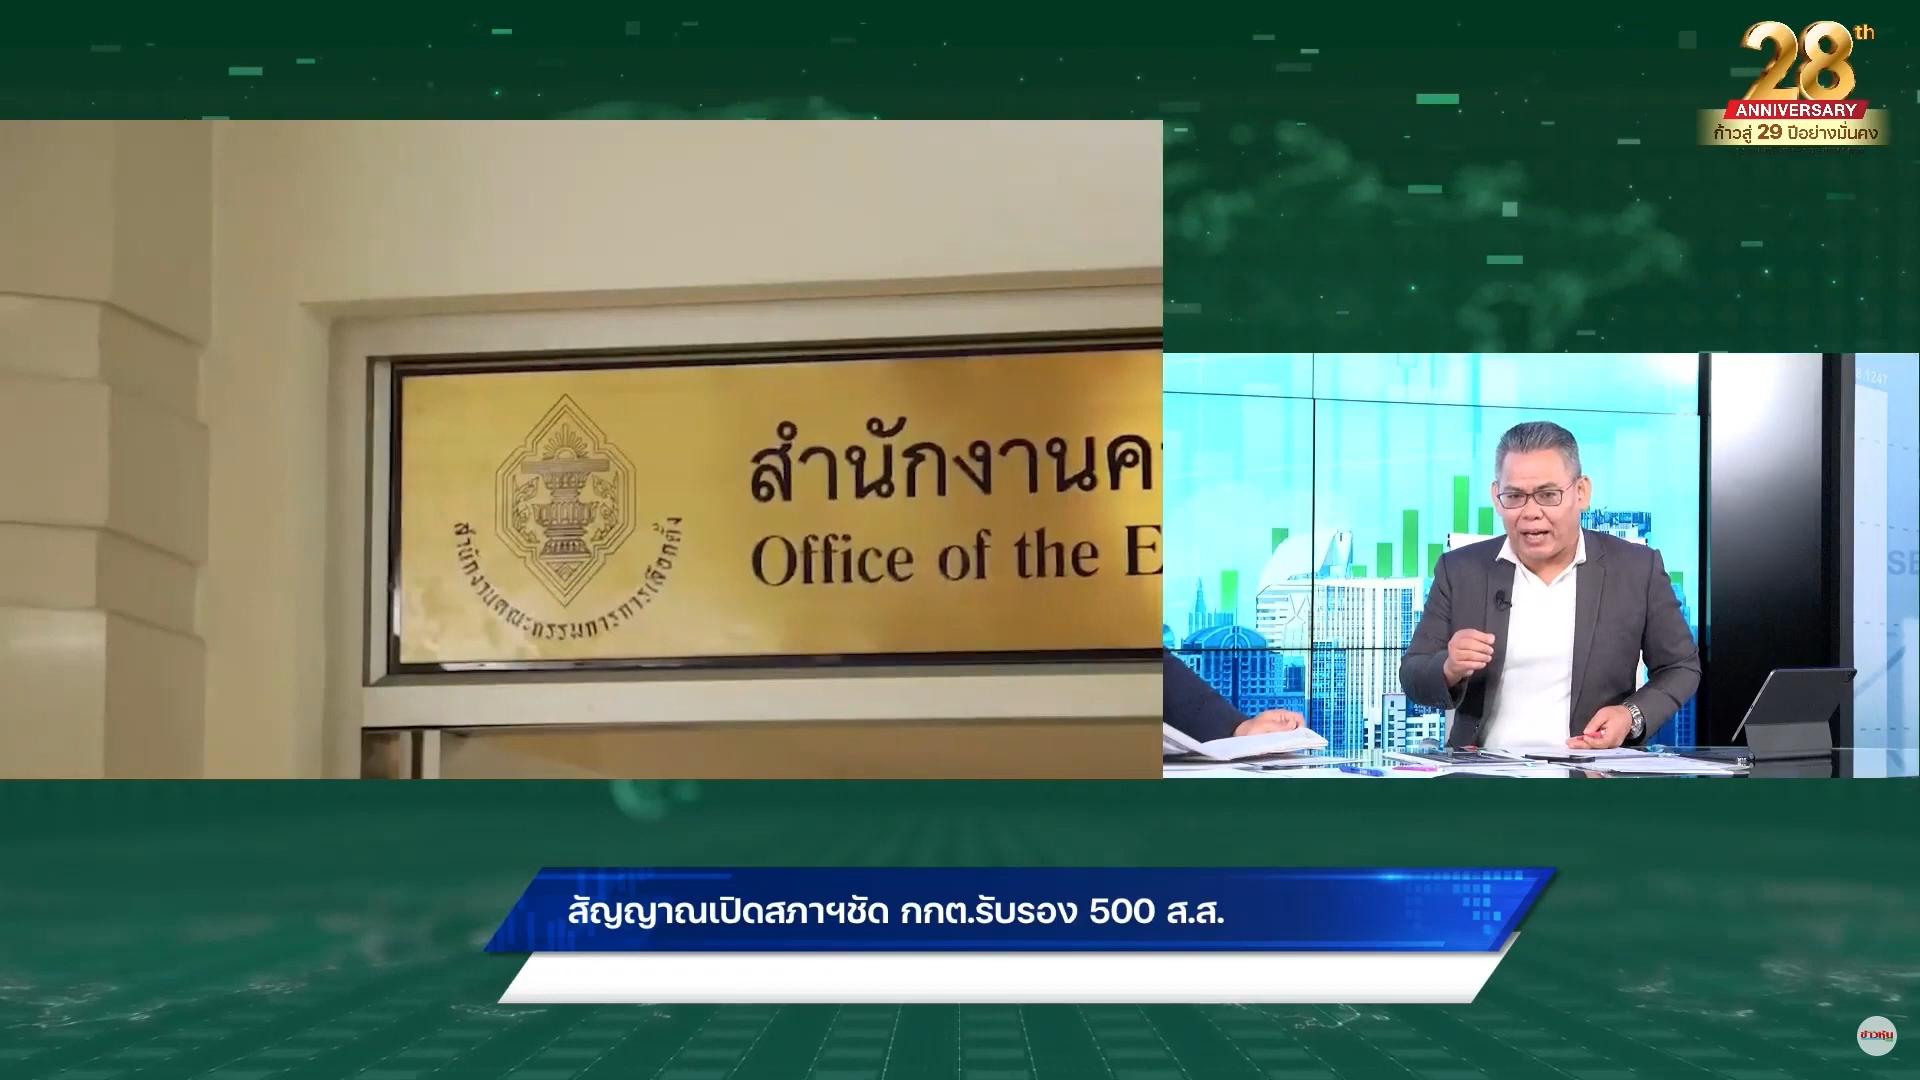 28th
ANNIVERSARY
ก้าวสู่ 29 ปีอย่างมั่นคง
สำนักงานค
Office of the E
สำนักงานคณะกรรมการการเลือกตั้ง
8.1247
SE
สัญญาณเปิดสภาฯชัด กกต.รับรอง 500 ส.ส.
ข่าวหุ้น